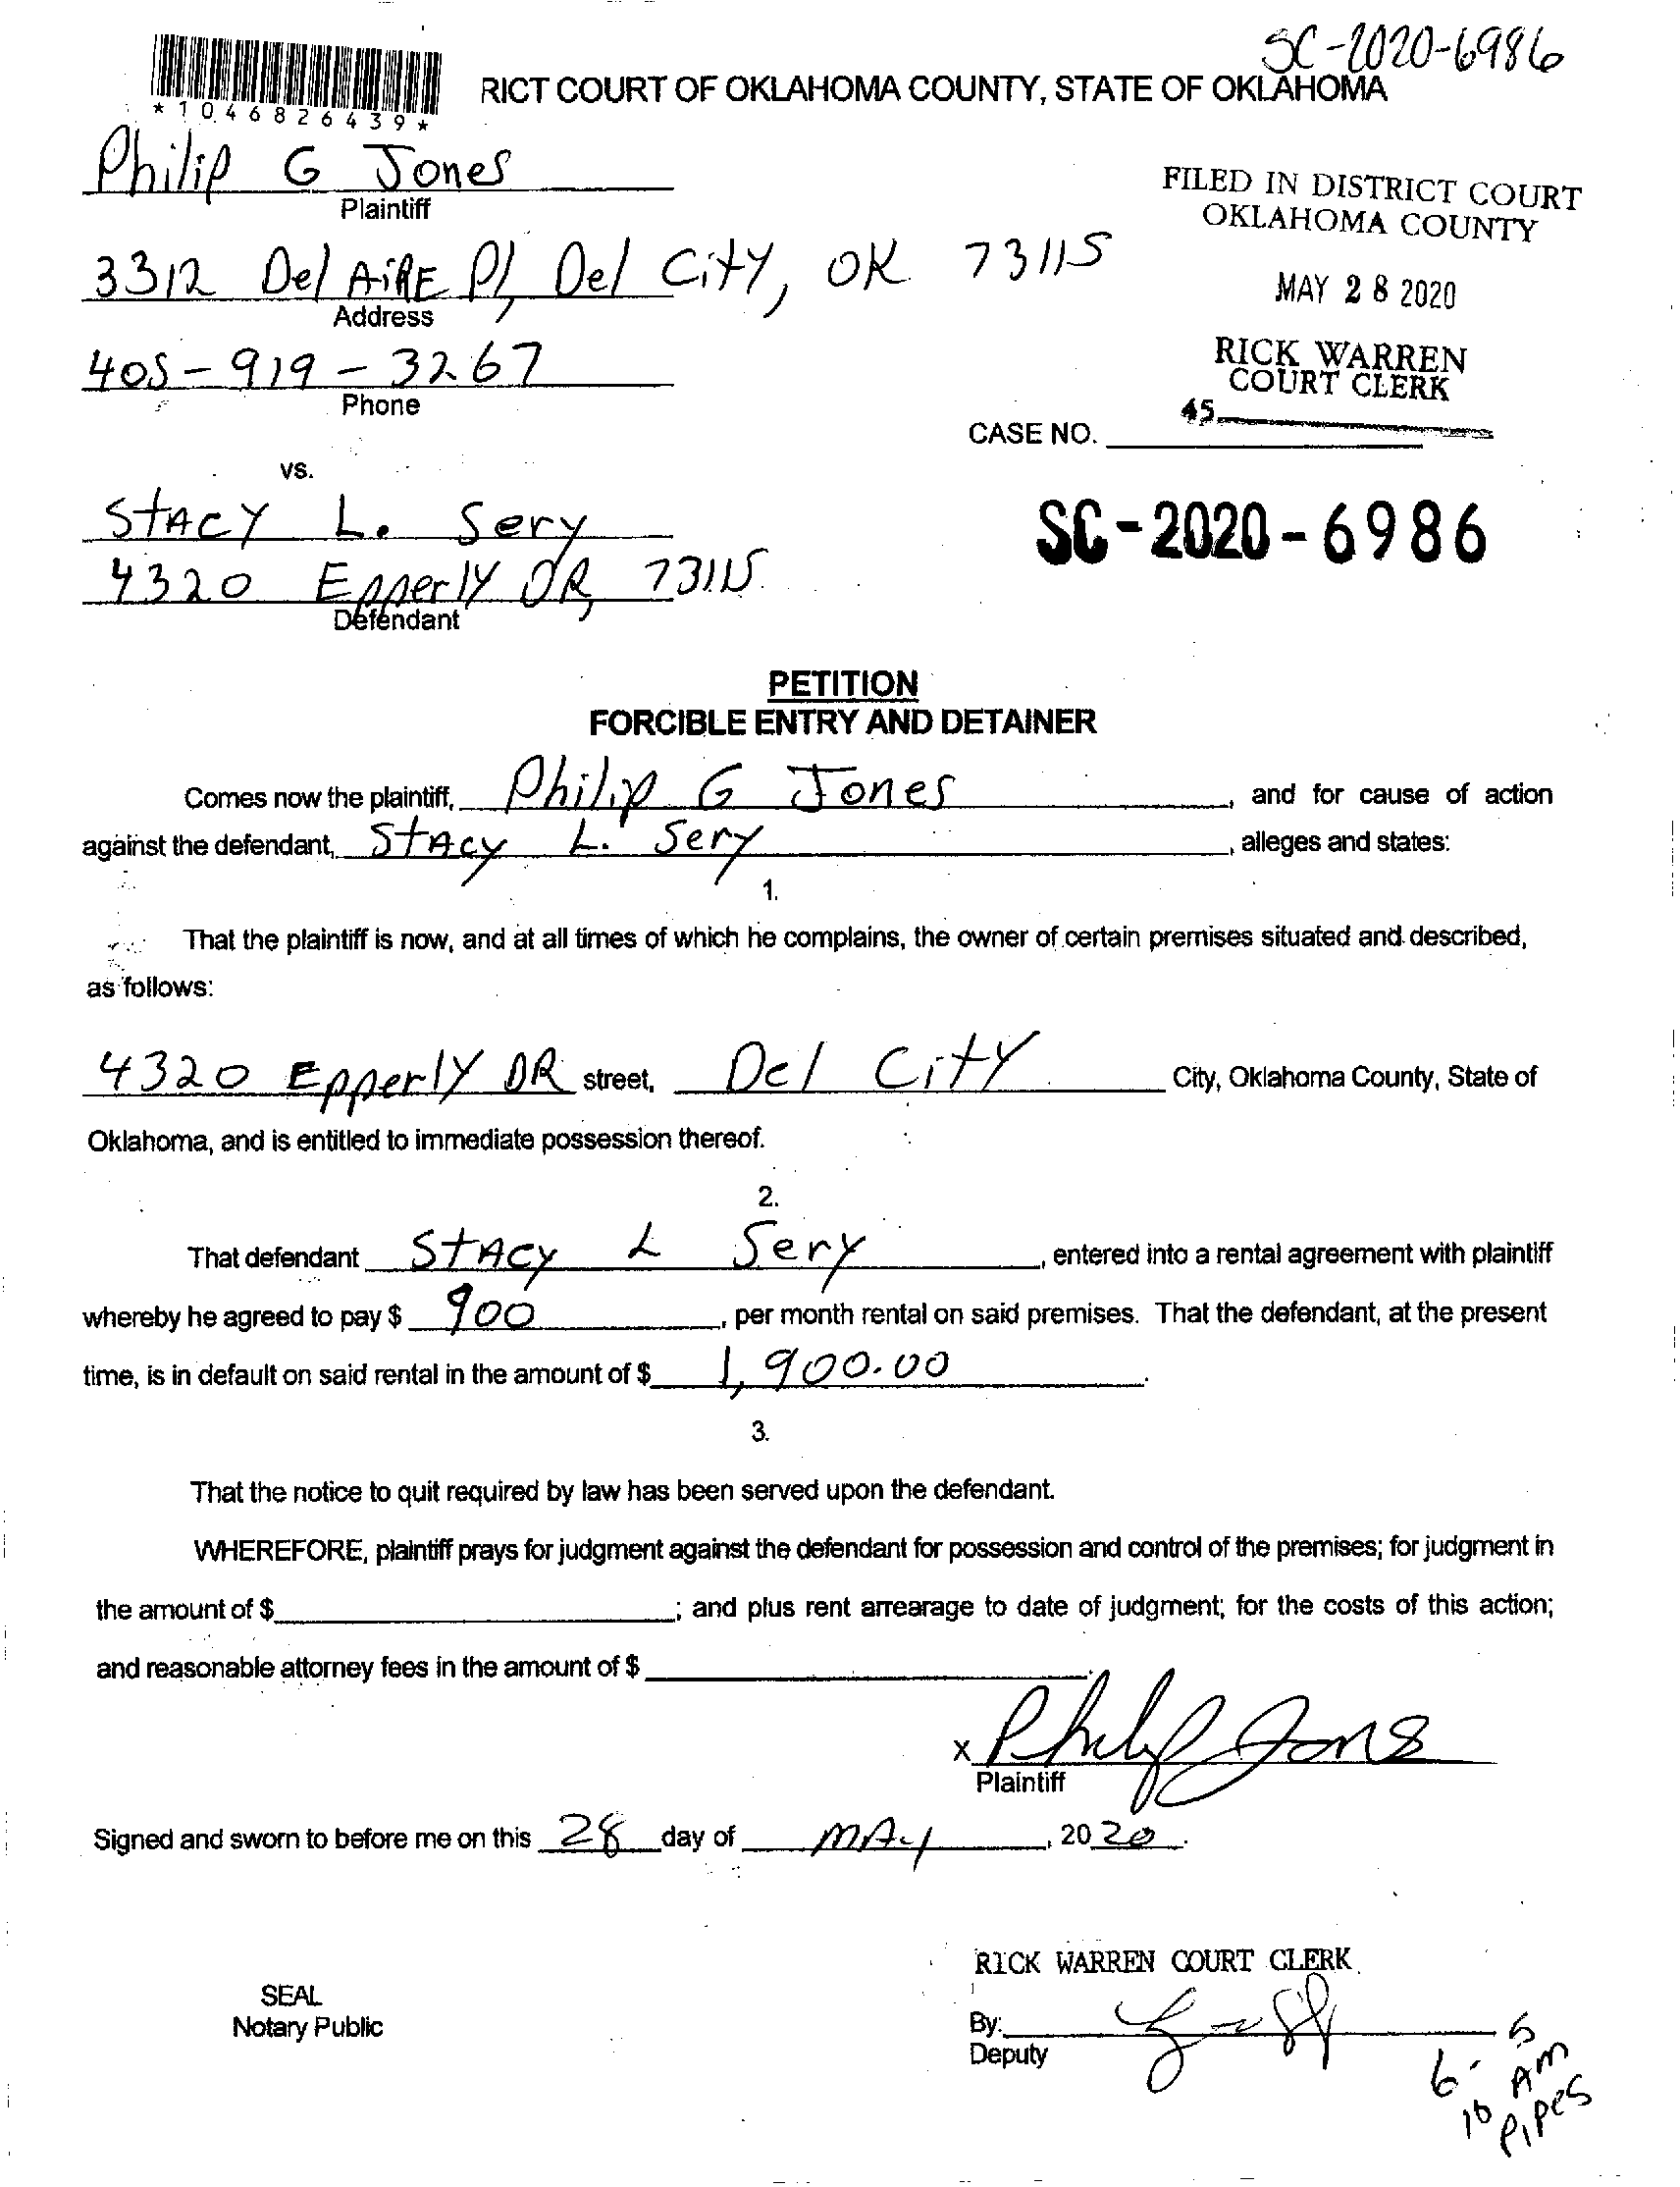 SC-2020-6986
*1046826439*
RICT COURT OF OKLAHOMA COUNTY, STATE OF OKLAHOMA
Philip G Jones
Plaintiff
FILED IN DISTRICT COURT
OKLAHOMA COUNTY
3312 Del AiRE Pl, Del City, OK 73115
Address
MAY 28 2020
405-919-3267
Phone
RICK WARREN
COURT CLERK
45
CASE NO.
vs.
STACY L. Sery
SC-2020-6986
4320 Epperly DR, 73115
Defendant
PETITION
FORCIBLE ENTRY AND DETAINER
Comes now the plaintiff, Philip G Jones, and for cause of action
against the defendant, STACY L. Sery, alleges and states:
1.
That the plaintiff is now, and at all times of which he complains, the owner of certain premises situated and described,
as follows:
4320 Epperly DR street, Del City City, Oklahoma County, State of
Oklahoma, and is entitled to immediate possession thereof.
2.
That defendant STACY L Sery, entered into a rental agreement with plaintiff
whereby he agreed to pay $ 900, per month rental on said premises. That the defendant, at the present
time, is in default on said rental in the amount of $ 1,900.00.
3.
That the notice to quit required by law has been served upon the defendant.
WHEREFORE, plaintiff prays for judgment against the defendant for possession and control of the premises; for judgment in
the amount of $ ; and plus rent arrearage to date of judgment; for the costs of this action;
and reasonable attorney fees in the amount of $ .
x Philip Jones
Plaintiff
Signed and sworn to before me on this 28 day of MAy, 2020.
RICK WARREN COURT CLERK
SEAL
Notary Public
By:
Deputy
6-5
10 AM
Pipes